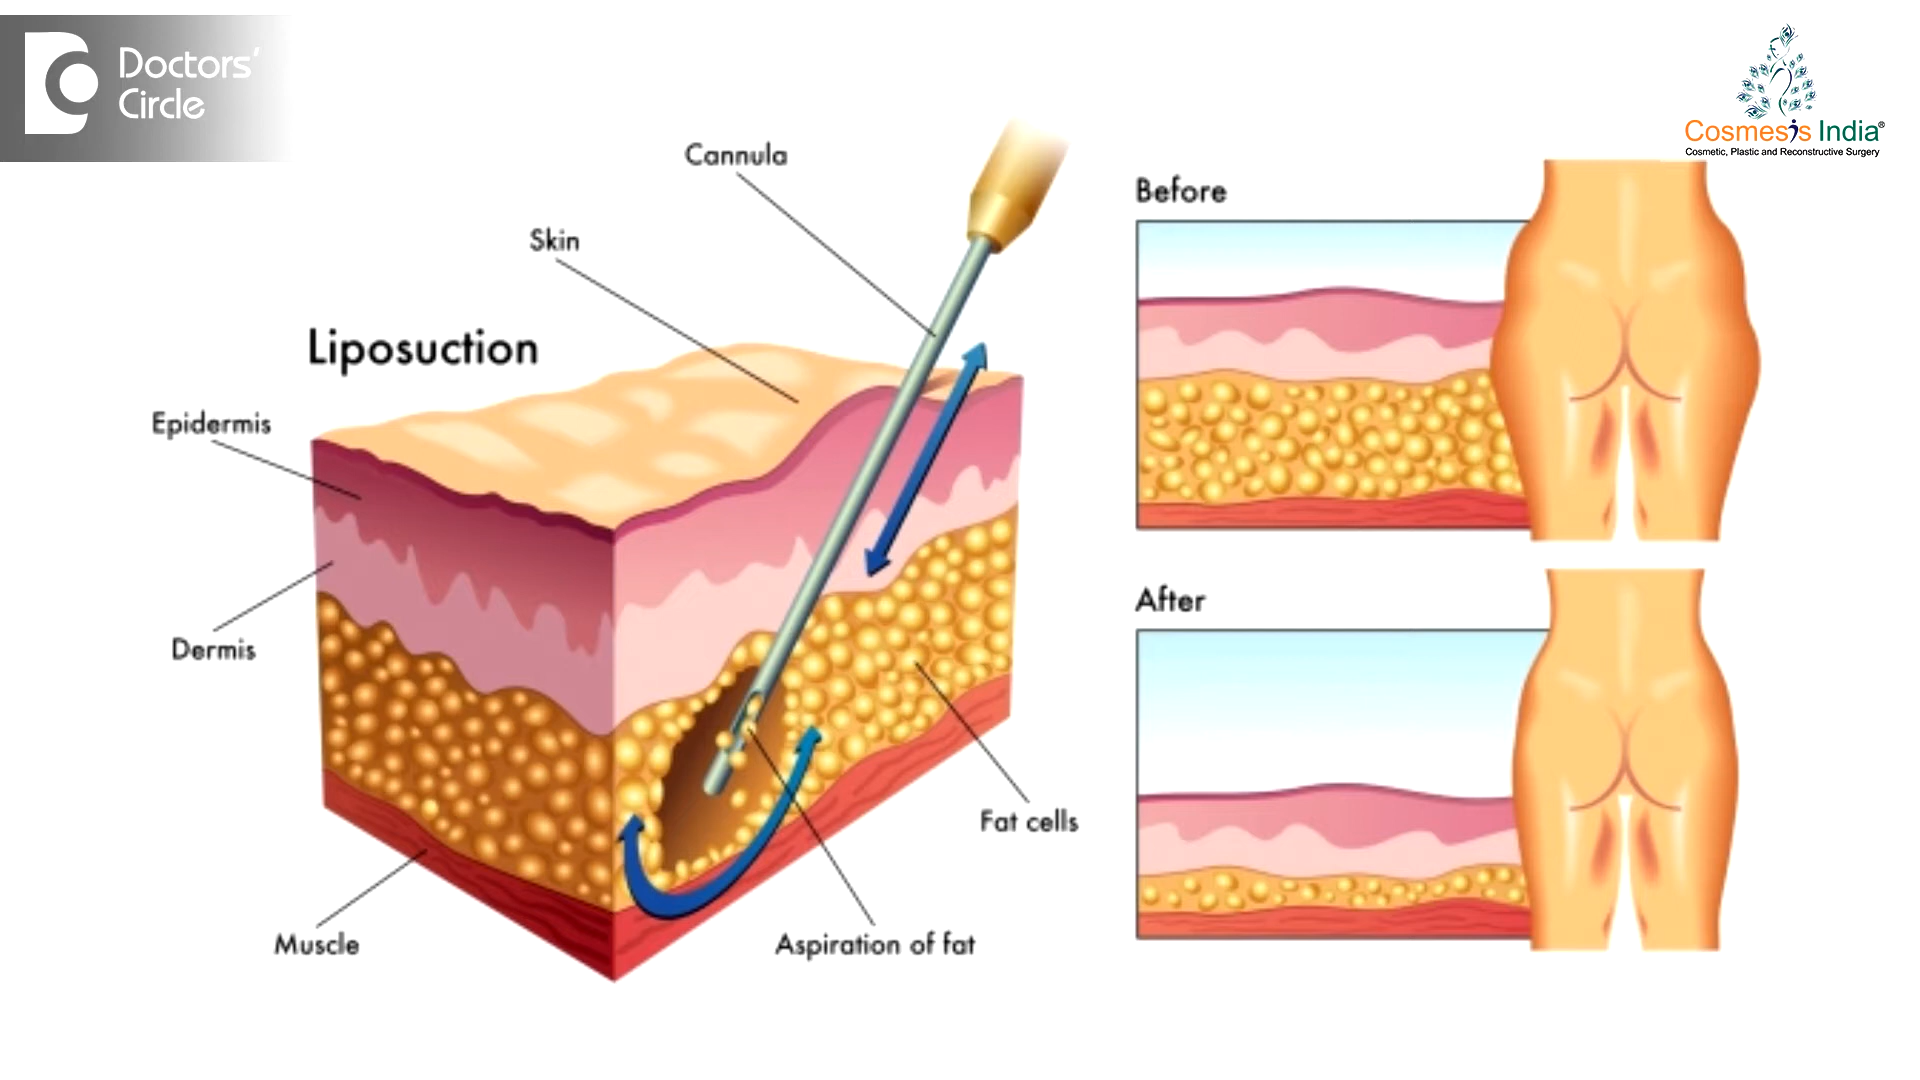 Doctors'
Circle
Cosmesis India®
Cosmetic, Plastic and Reconstructive Surgery
Cannula
Skin
Liposuction
Epidermis
Dermis
Muscle
Aspiration of fat
Fat cells
Before
After